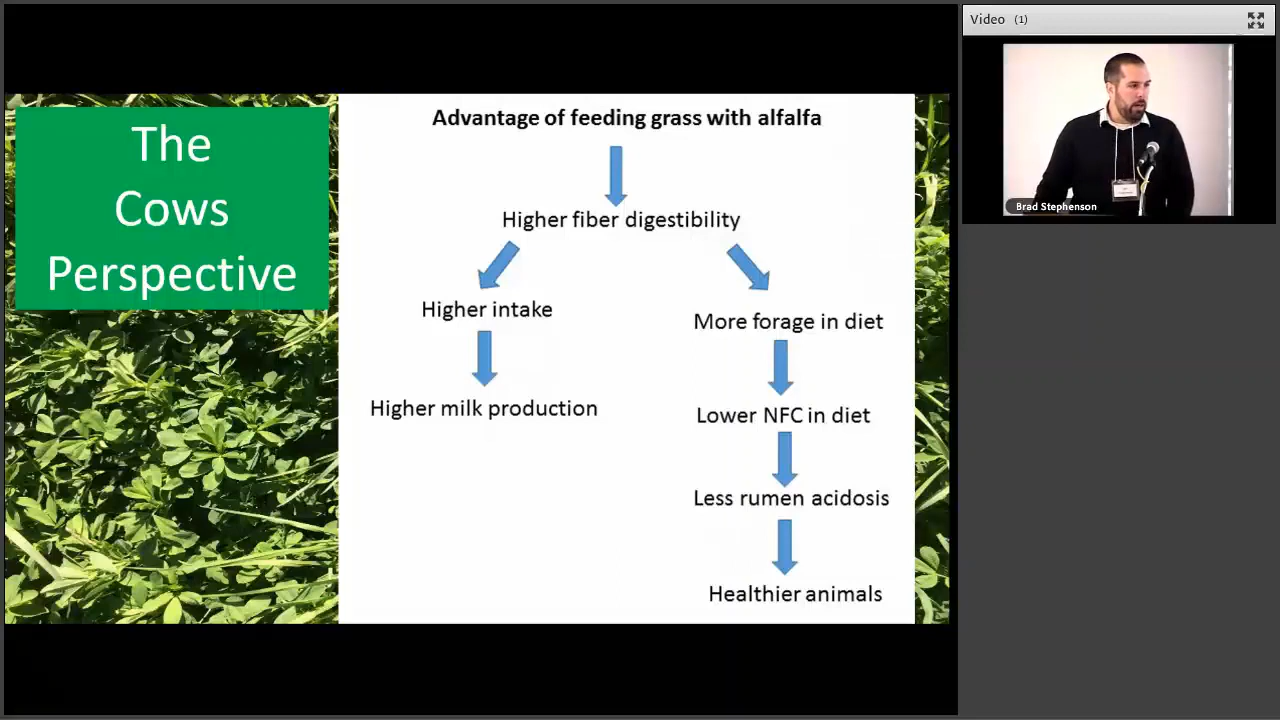 The
Cows
Perspective
Advantage of feeding grass with alfalfa
Higher fiber digestibility
Higher intake
More forage in diet
Higher milk production
Lower NFC in diet
Less rumen acidosis
Healthier animals
Video (1)
Brad Stephenson